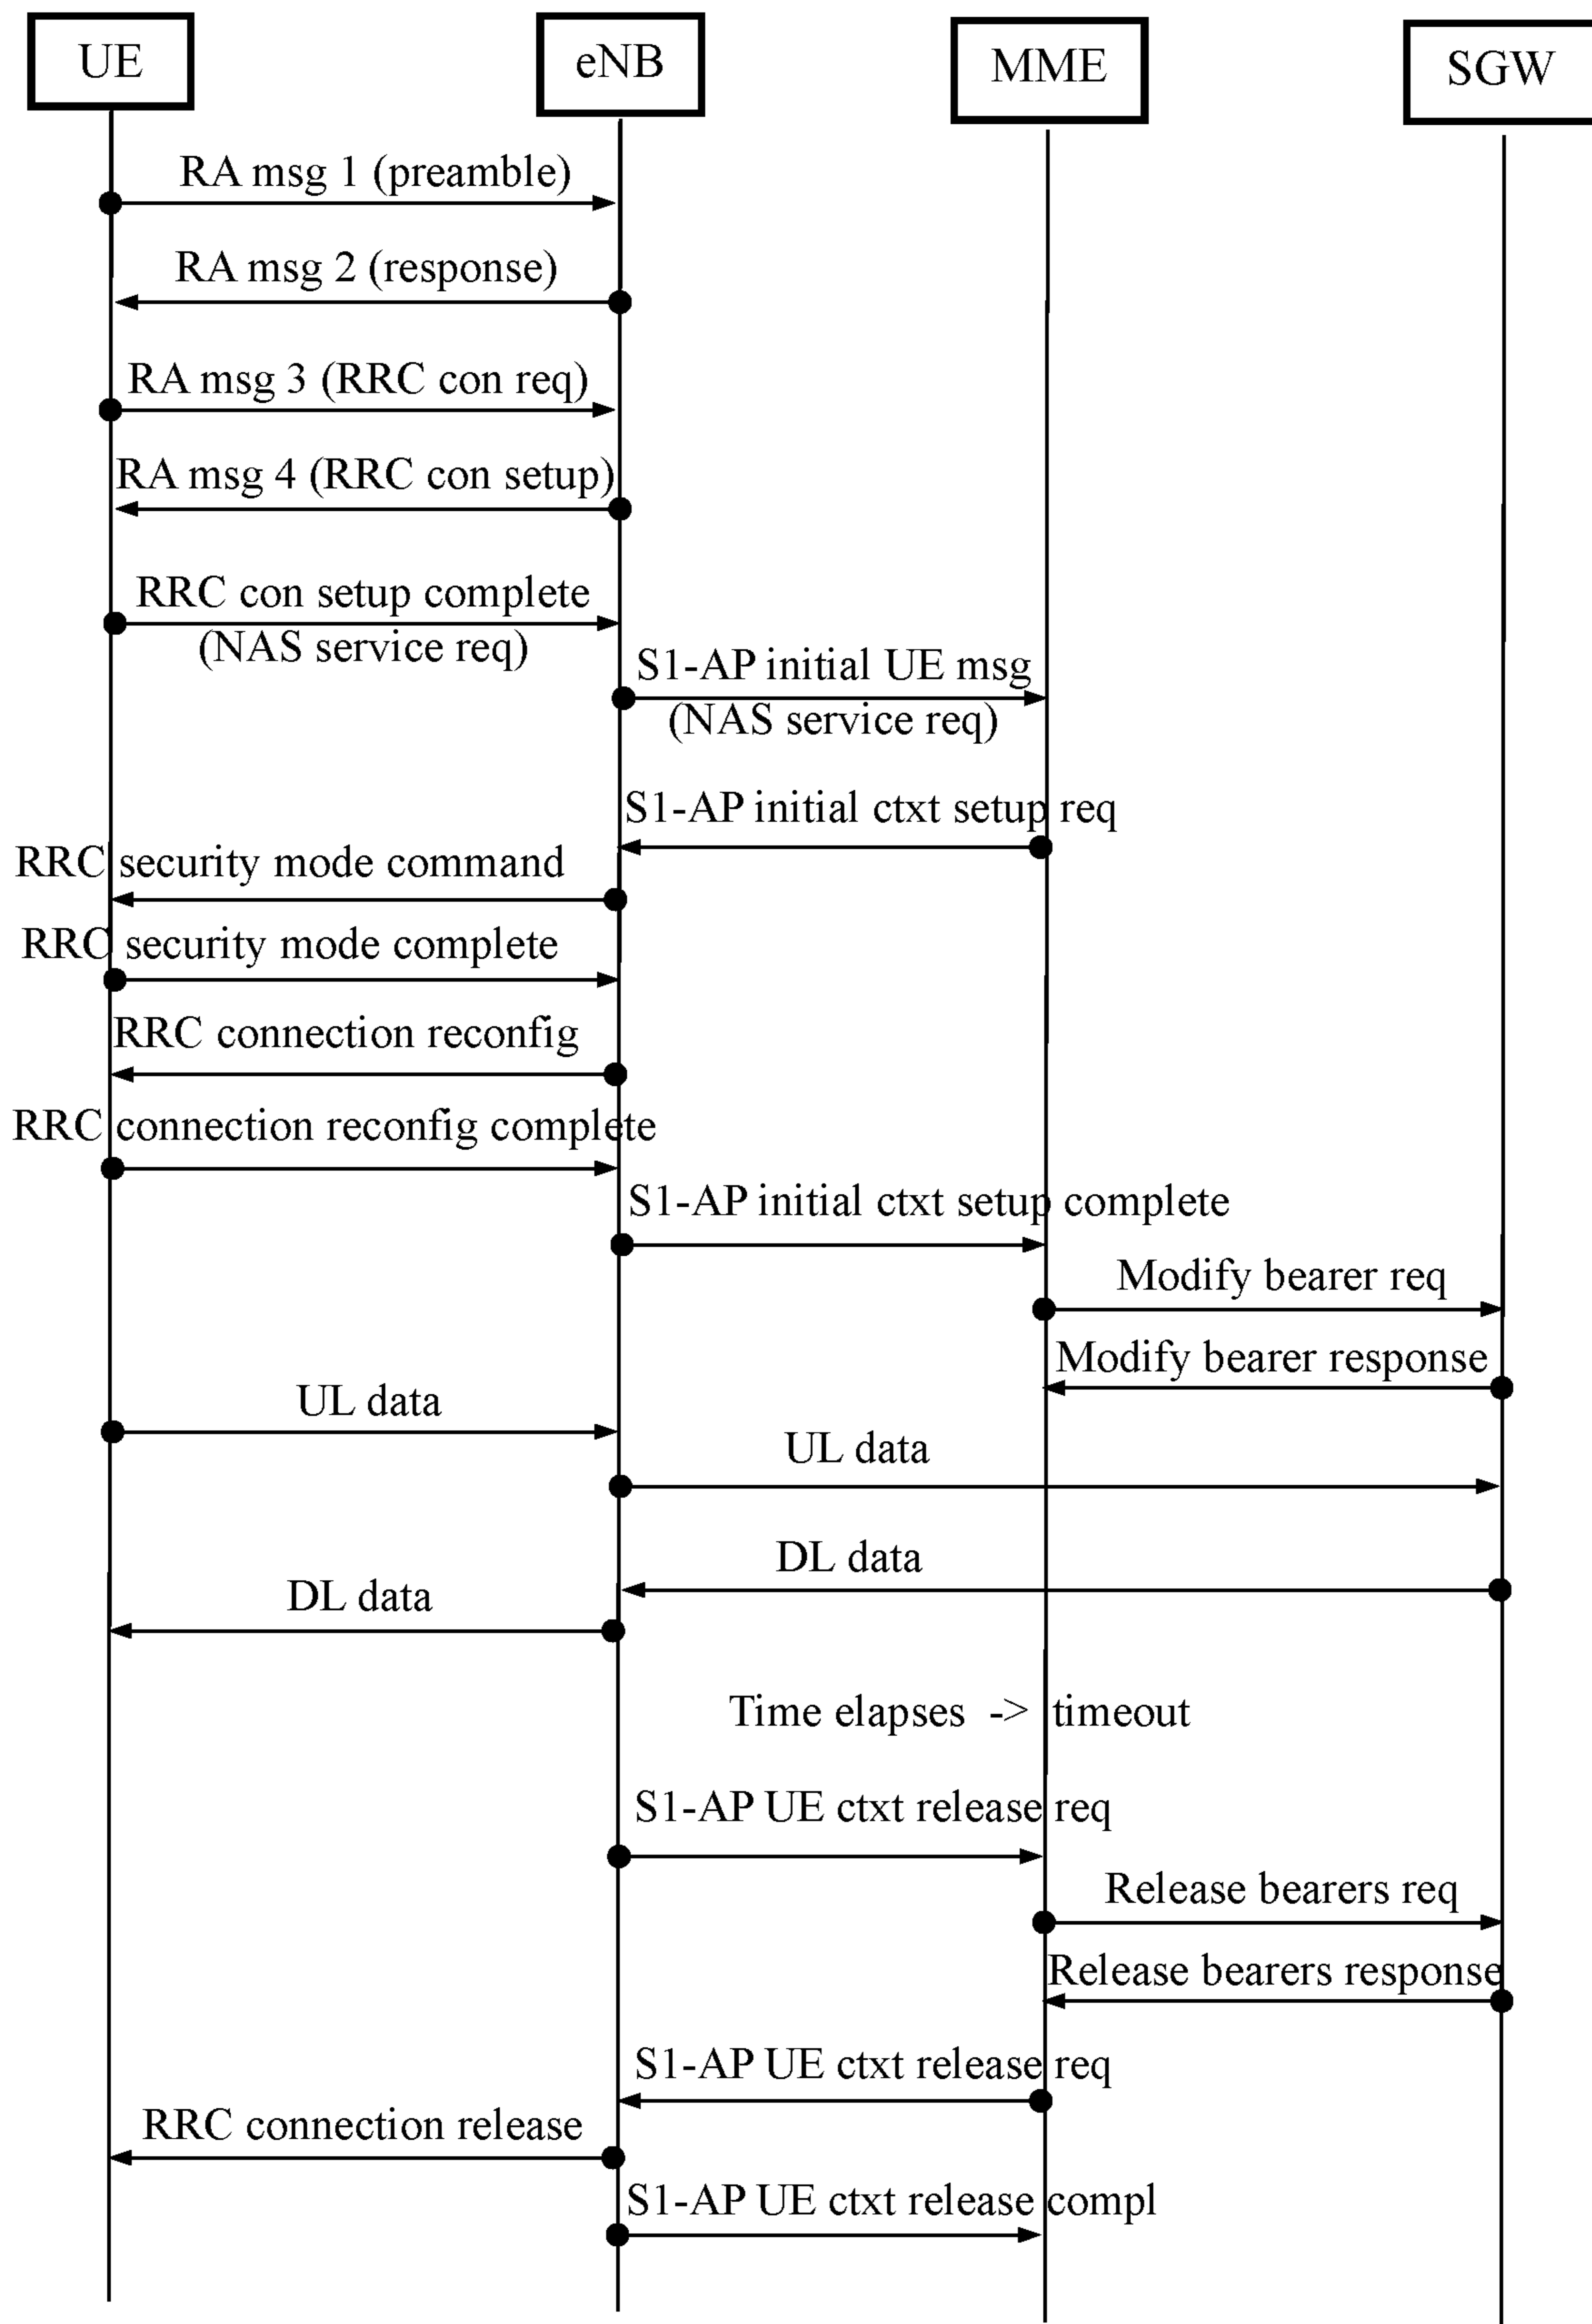 UE
eNB
MME
SGW
RA msg 1 (preamble)
RA msg 2 (response)
RA msg 3 (RRC con req)
RA msg 4 (RRC con setup)
RRC con setup complete
(NAS service req)
S1-AP initial UE msg
(NAS service req)
S1-AP initial ctxt setup req
RRC security mode command
RRC security mode complete
RRC connection reconfig
RRC connection reconfig complete
S1-AP initial ctxt setup complete
Modify bearer req
Modify bearer response
UL data
UL data
DL data
DL data
Time elapses -> timeout
S1-AP UE ctxt release req
Release bearers req
Release bearers response
S1-AP UE ctxt release req
RRC connection release
S1-AP UE ctxt release compl